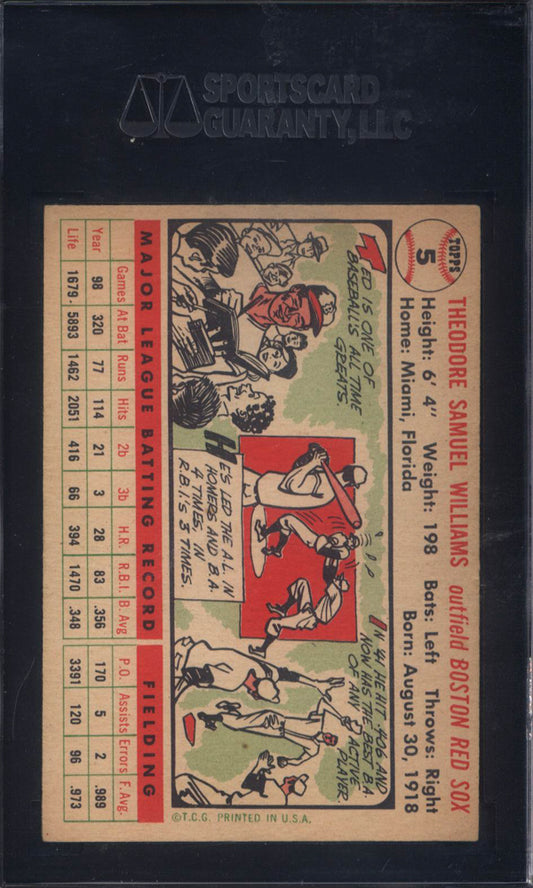 SPORTSCARD
GUARANTY, LLC
TOPPS
5
THEODORE SAMUEL WILLIAMS outfield BOSTON RED SOX
Height: 6' 4" Weight: 198 Bats: Left Throws: Right
Home: Miami, Florida Born: August 30, 1918
TED IS ONE OF
BASEBALL'S ALL TIME
GREATS.
HE'S LED THE A.L. IN
HOMERS AND B.A.
4 TIMES, IN
R.B.I.'S 3 TIMES.
IN '41 HE HIT .406 AND
NOW HAS THE BEST B.A.
OF ANY ACTIVE
PLAYER
B
MAJOR LEAGUE BATTING RECORD FIELDING
Games At Bat Runs Hits 2b 3b H.R. R.B.I. B. Avg P.O. Assists Errors F. Avg.
Year 98 320 77 114 21 3 28 83 .356 170 5 2 .989
Life 1679 - 5893 1462 2051 416 66 394 1470 .348 3391 120 96 .973
©T.C.G. PRINTED IN U.S.A.